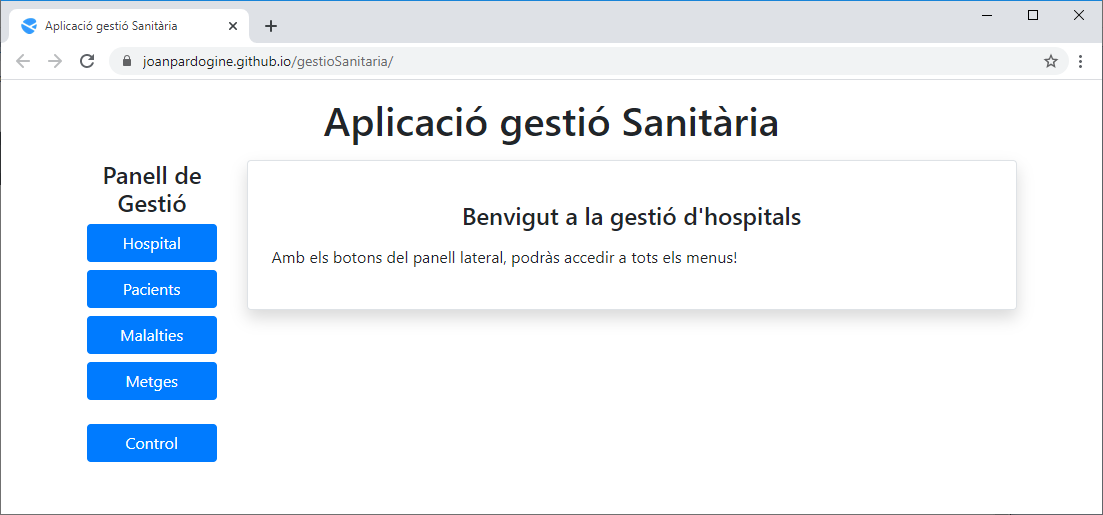 Aplicació gestió Sanitària
joanpardogine.github.io/gestioSanitaria/
Aplicació gestió Sanitària
Panell de
Gestió
Hospital
Pacients
Malalties
Metges
Control
Benvigut a la gestió d'hospitals
Amb els botons del panell lateral, podràs accedir a tots els menus!